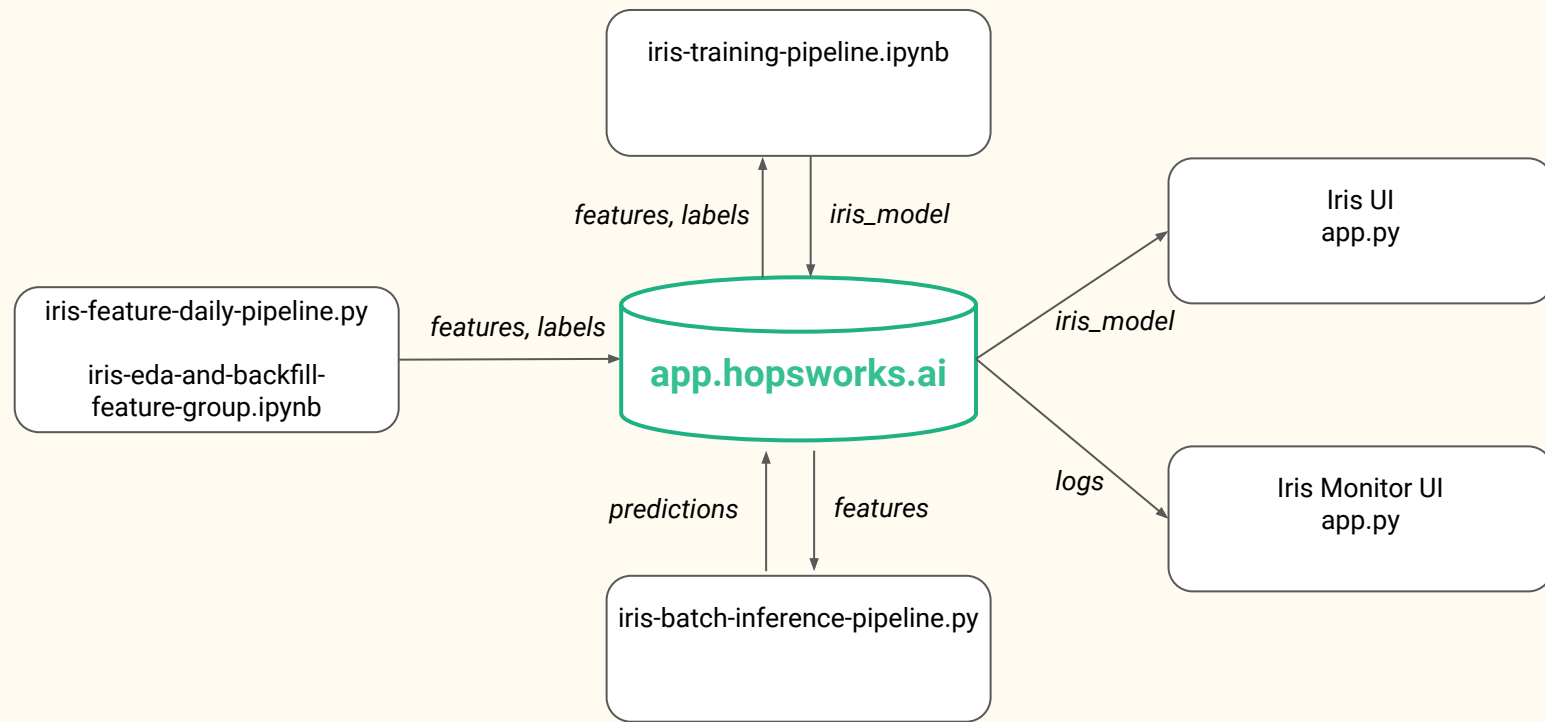 iris-training-pipeline.ipynb
features, labels
iris_model
iris-feature-daily-pipeline.py
iris-eda-and-backfill-
feature-group.ipynb
features, labels
app.hopsworks.ai
predictions
features
iris-batch-inference-pipeline.py
iris_model
Iris UI
app.py
logs
Iris Monitor UI
app.py